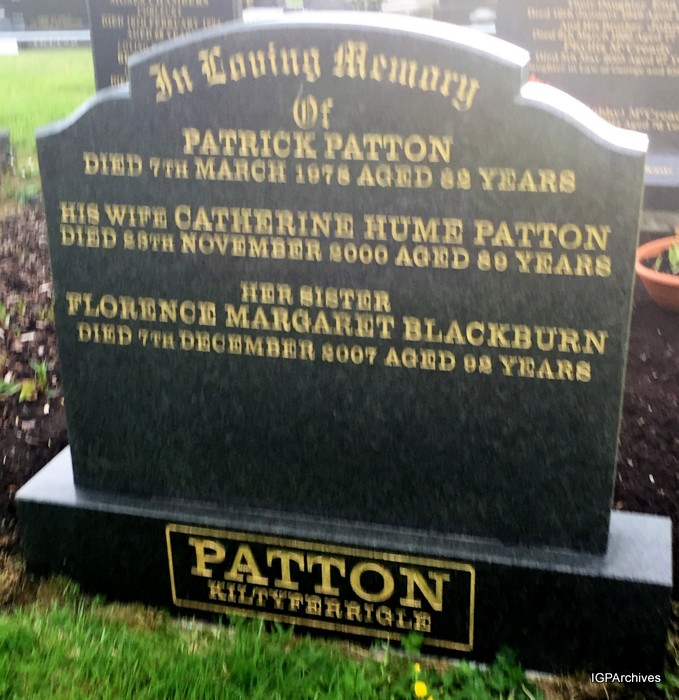 In Loving Memory
Of
PATRICK PATTON
DIED 7TH MARCH 1978 AGED 82 YEARS
HIS WIFE CATHERINE HUME PATTON
DIED 25TH NOVEMBER 2000 AGED 89 YEARS
HER SISTER
FLORENCE MARGARET BLACKBURN
DIED 7TH DECEMBER 2007 AGED 92 YEARS
PATTON
KILTYFERRIGLE
IGPArchives